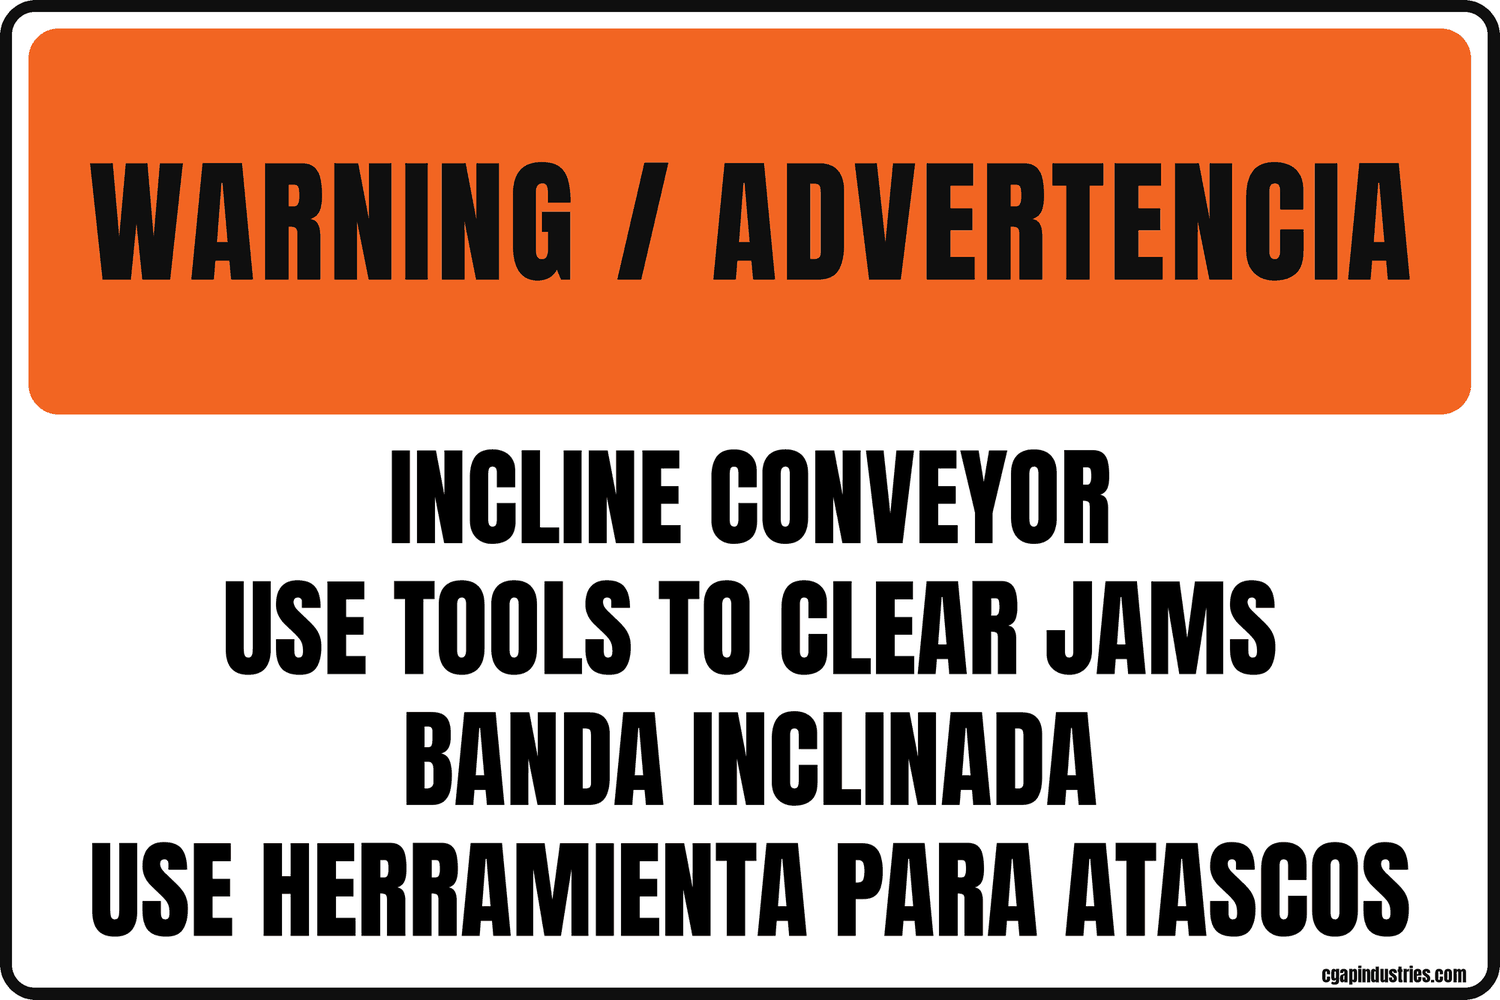 WARNING / ADVERTENCIA
INCLINE CONVEYOR
USE TOOLS TO CLEAR JAMS
BANDA INCLINADA
USE HERRAMIENTA PARA ATASCOS
cgapindustries.com